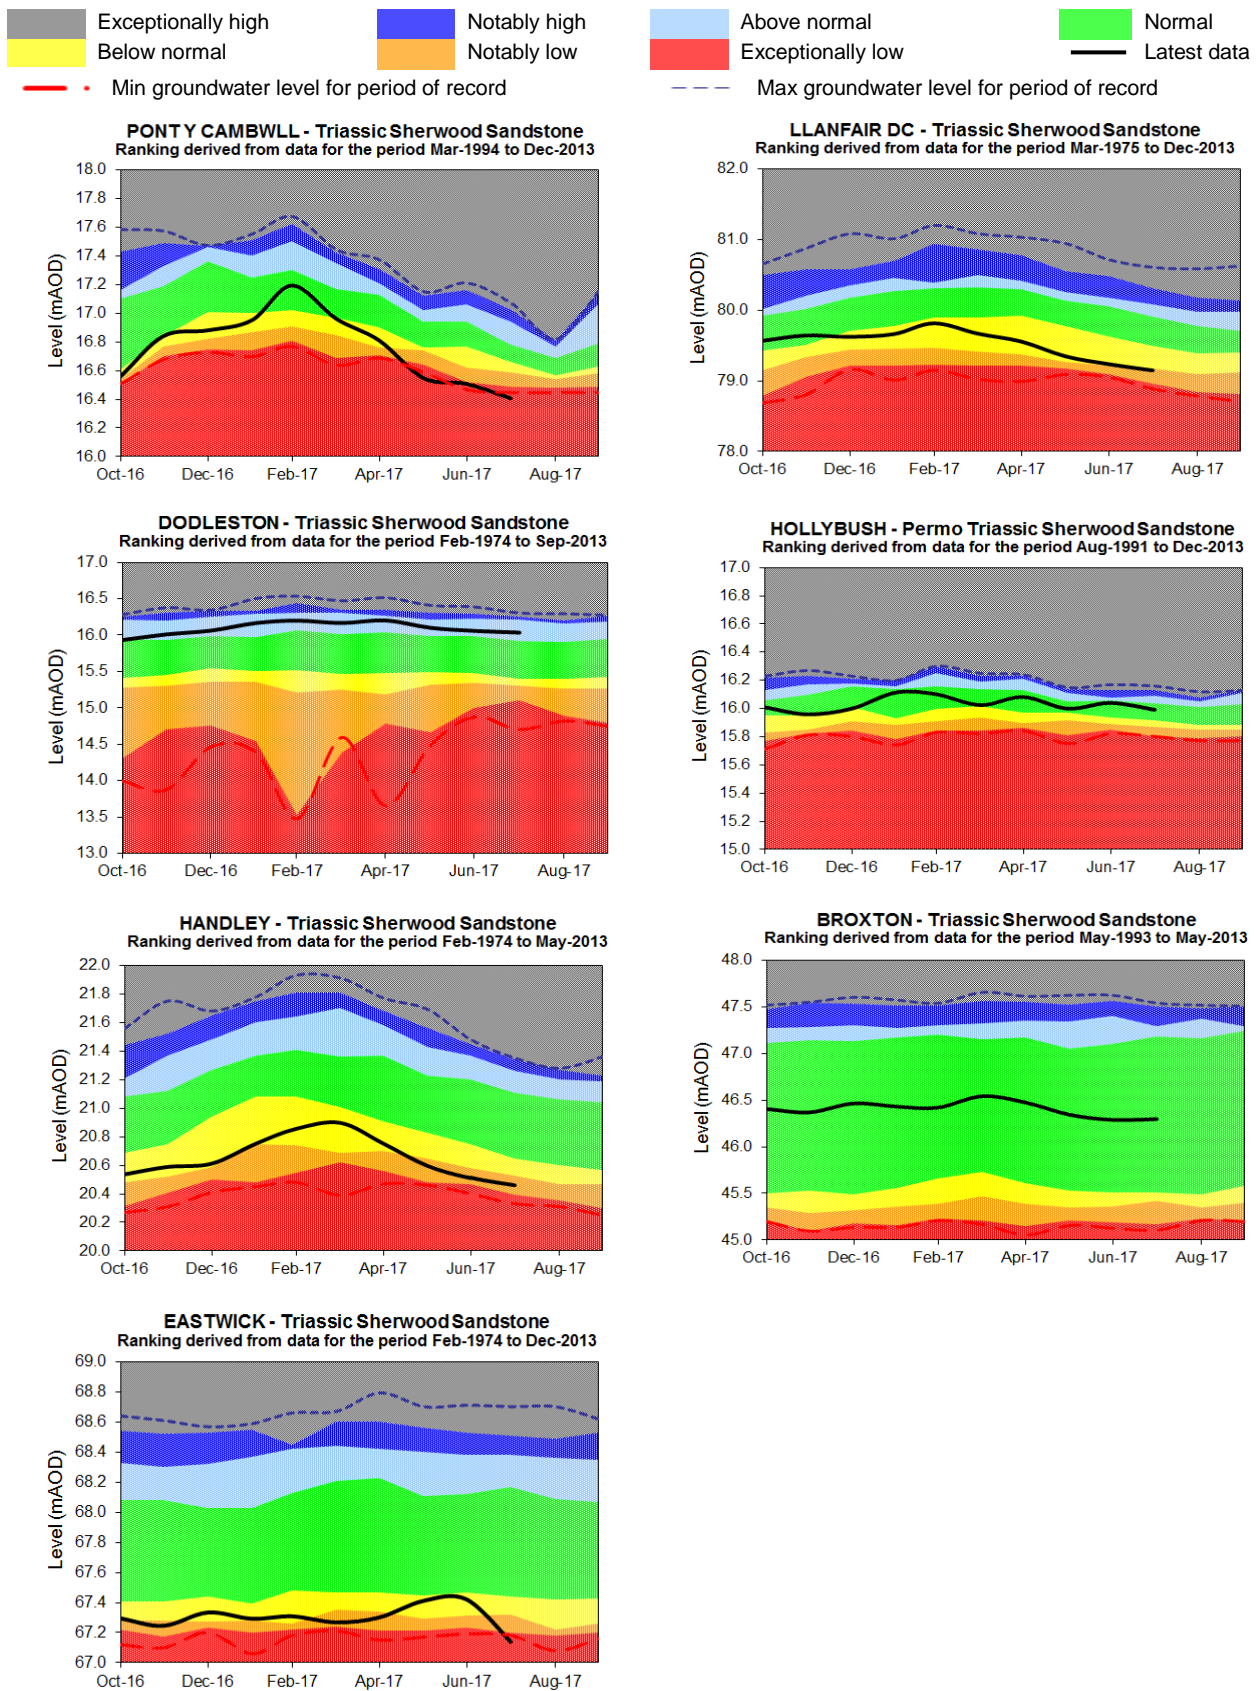 Exceptionally high
Notably high
Above normal
Normal
Below normal
Notably low
Exceptionally low
Latest data
Min groundwater level for period of record
Max groundwater level for period of record
PONT Y CAMBWLL - Triassic Sherwood Sandstone
Ranking derived from data for the period Mar-1994 to Dec-2013
Level (mAOD)
18.0
17.8
17.6
17.4
17.2
17.0
16.8
16.6
16.4
16.2
16.0
Oct-16 Dec-16 Feb-17 Apr-17 Jun-17 Aug-17
LLANFAIR DC - Triassic Sherwood Sandstone
Ranking derived from data for the period Mar-1975 to Dec-2013
Level (mAOD)
82.0
81.0
80.0
79.0
78.0
Oct-16 Dec-16 Feb-17 Apr-17 Jun-17 Aug-17
DODLESTON - Triassic Sherwood Sandstone
Ranking derived from data for the period Feb-1974 to Sep-2013
Level (mAOD)
17.0
16.5
16.0
15.5
15.0
14.5
14.0
13.5
13.0
Oct-16 Dec-16 Feb-17 Apr-17 Jun-17 Aug-17
HOLLYBUSH - Permo Triassic Sherwood Sandstone
Ranking derived from data for the period Aug-1991 to Dec-2013
Level (mAOD)
17.0
16.8
16.6
16.4
16.2
16.0
15.8
15.6
15.4
15.2
15.0
Oct-16 Dec-16 Feb-17 Apr-17 Jun-17 Aug-17
HANDLEY - Triassic Sherwood Sandstone
Ranking derived from data for the period Feb-1974 to May-2013
Level (mAOD)
22.0
21.8
21.6
21.4
21.2
21.0
20.8
20.6
20.4
20.2
20.0
Oct-16 Dec-16 Feb-17 Apr-17 Jun-17 Aug-17
BROXTON - Triassic Sherwood Sandstone
Ranking derived from data for the period May-1993 to May-2013
Level (mAOD)
48.0
47.5
47.0
46.5
46.0
45.5
45.0
Oct-16 Dec-16 Feb-17 Apr-17 Jun-17 Aug-17
EASTWICK - Triassic Sherwood Sandstone
Ranking derived from data for the period Feb-1974 to Dec-2013
Level (mAOD)
69.0
68.8
68.6
68.4
68.2
68.0
67.8
67.6
67.4
67.2
67.0
Oct-16 Dec-16 Feb-17 Apr-17 Jun-17 Aug-17